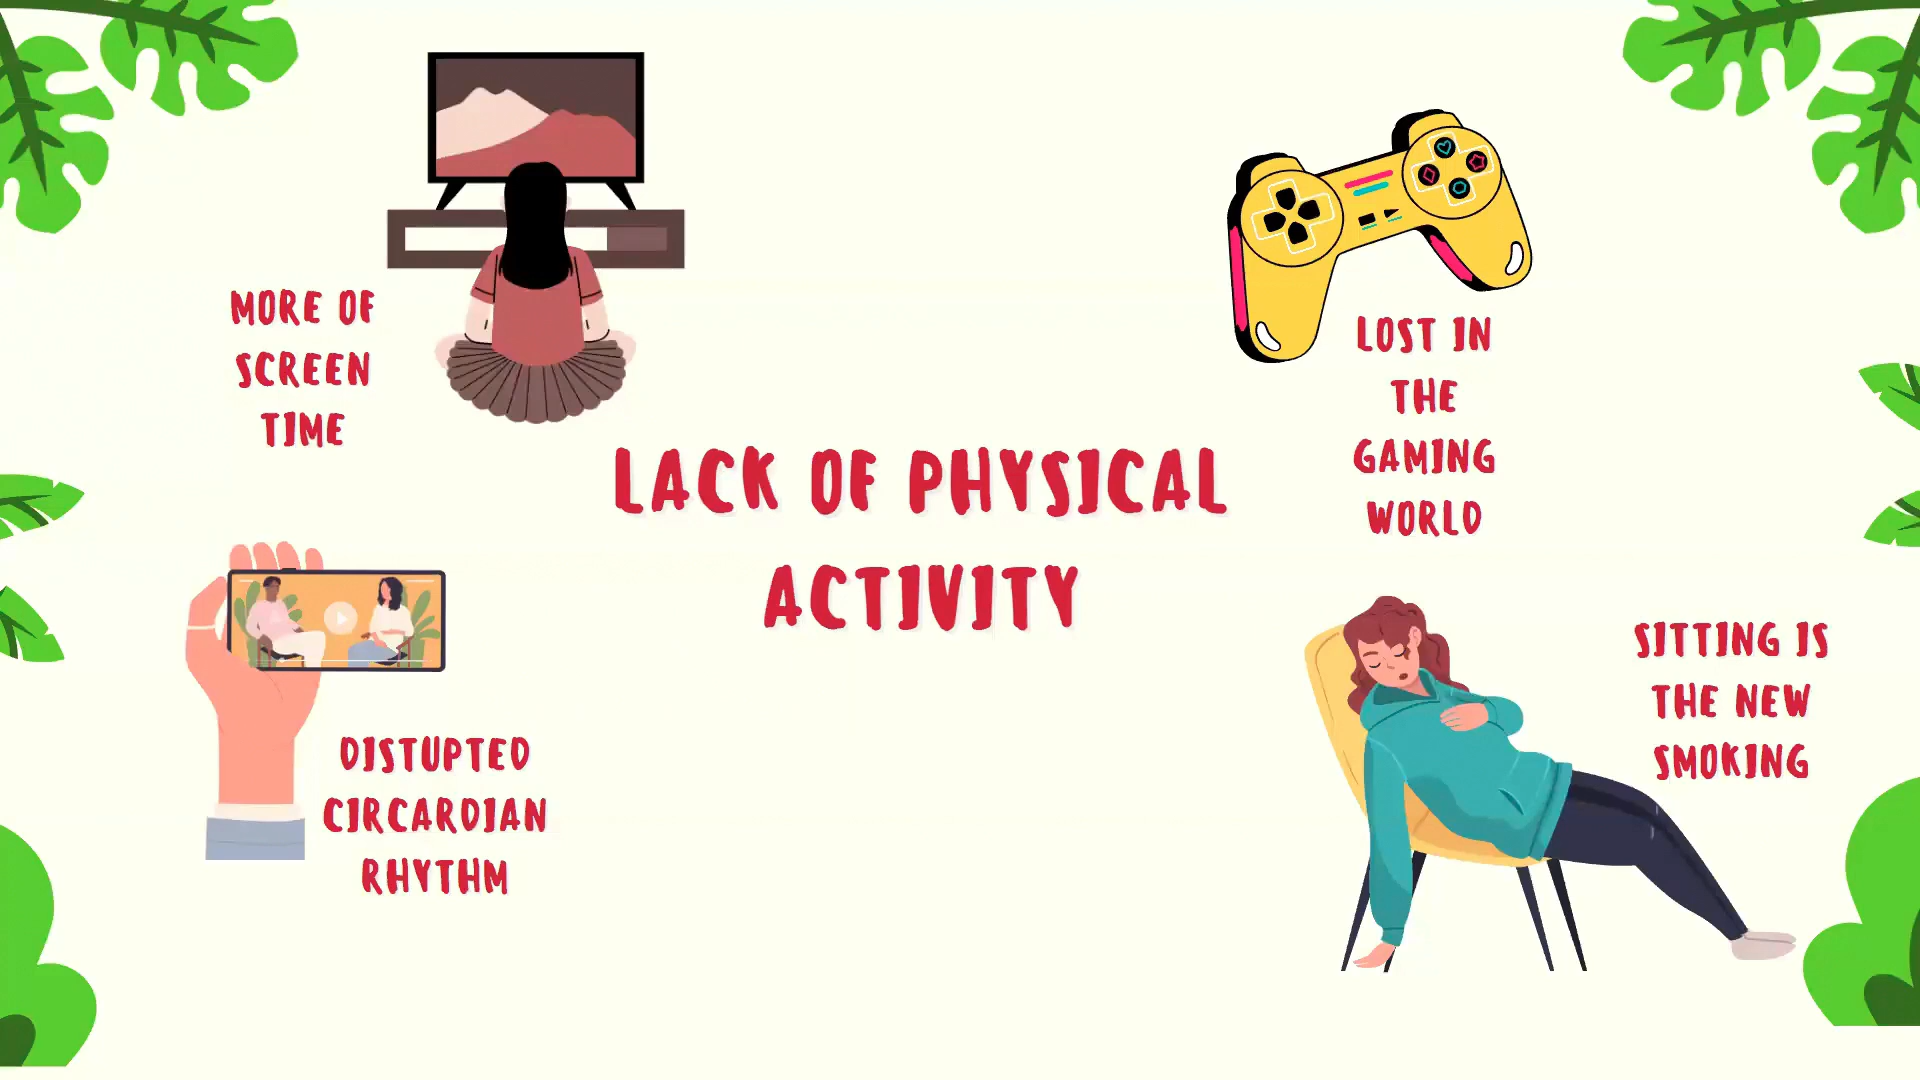 MORE OF
SCREEN
TIME
LOST IN
THE
GAMING
WORLD
LACK OF PHYSICAL
ACTIVITY
DISTUPTED
CIRCARDIAN
RHYTHM
SITTING IS
THE NEW
SMOKING